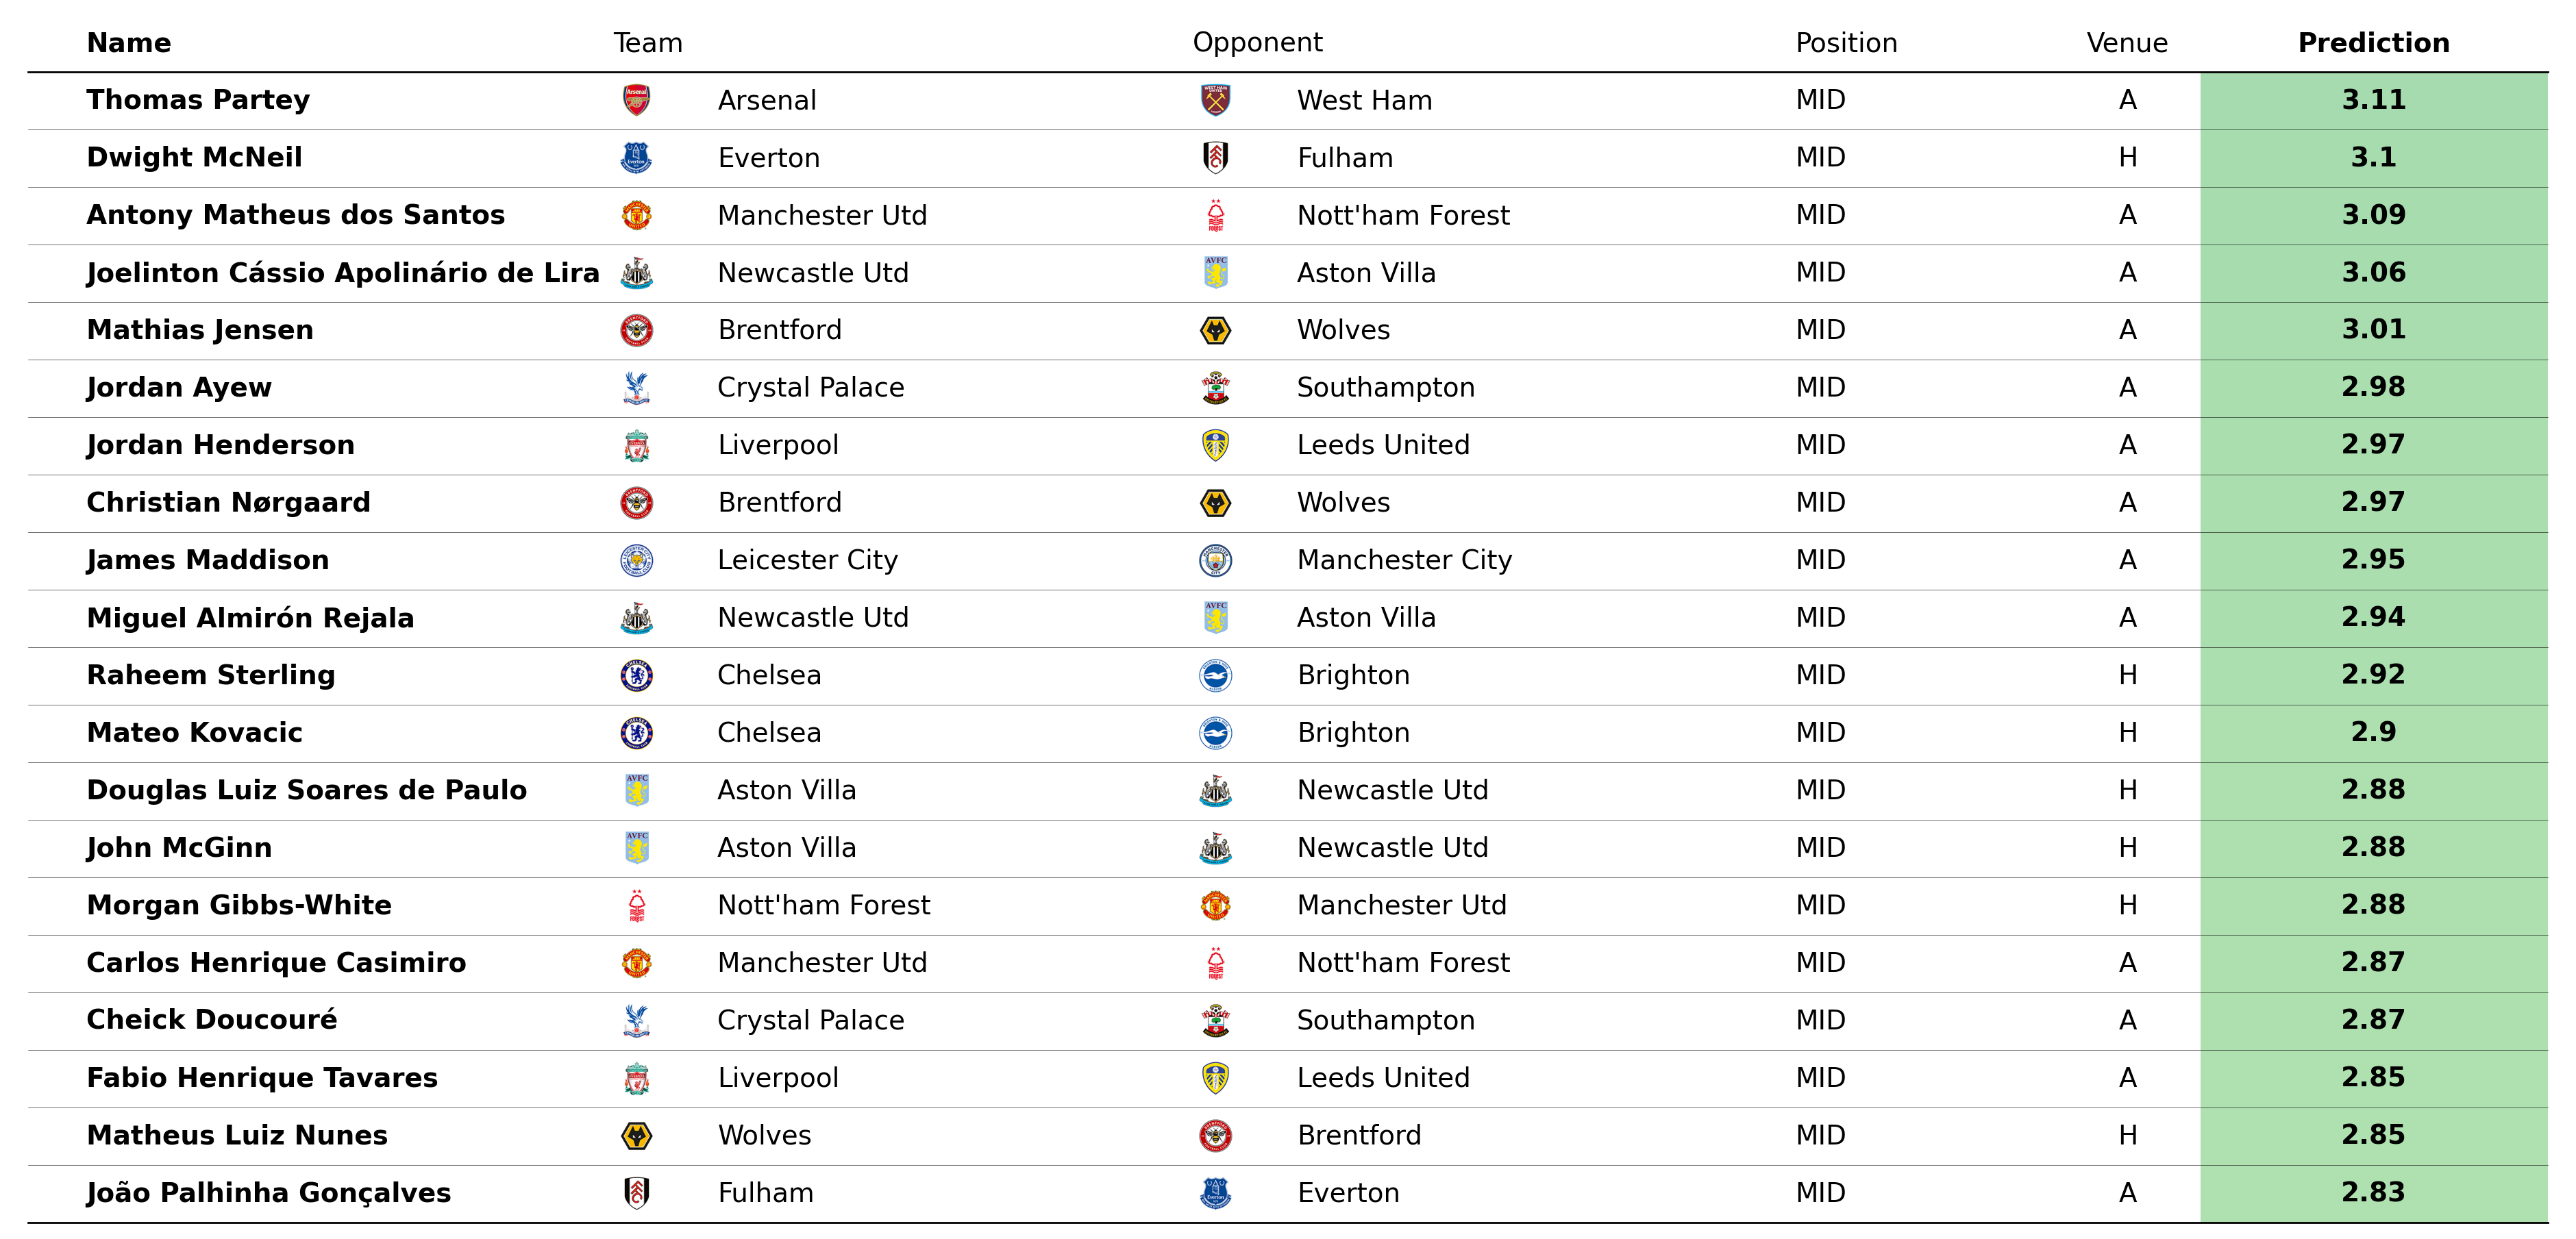 Name Team Opponent Position Venue Prediction
Thomas Partey Arsenal West Ham MID A 3.11
Dwight McNeil Everton Fulham MID H 3.1
Antony Matheus dos Santos Manchester Utd Nott'ham Forest MID A 3.09
Joelinton Cássio Apolinário de Lira Newcastle Utd Aston Villa MID A 3.06
Mathias Jensen Brentford Wolves MID A 3.01
Jordan Ayew Crystal Palace Southampton MID A 2.98
Jordan Henderson Liverpool Leeds United MID A 2.97
Christian Nørgaard Brentford Wolves MID A 2.97
James Maddison Leicester City Manchester City MID A 2.95
Miguel Almirón Rejala Newcastle Utd Aston Villa MID A 2.94
Raheem Sterling Chelsea Brighton MID H 2.92
Mateo Kovacic Chelsea Brighton MID H 2.9
Douglas Luiz Soares de Paulo Aston Villa Newcastle Utd MID H 2.88
John McGinn Aston Villa Newcastle Utd MID H 2.88
Morgan Gibbs-White Nott'ham Forest Manchester Utd MID H 2.88
Carlos Henrique Casimiro Manchester Utd Nott'ham Forest MID A 2.87
Cheick Doucouré Crystal Palace Southampton MID A 2.87
Fabio Henrique Tavares Liverpool Leeds United MID A 2.85
Matheus Luiz Nunes Wolves Brentford MID H 2.85
João Palhinha Gonçalves Fulham Everton MID A 2.83